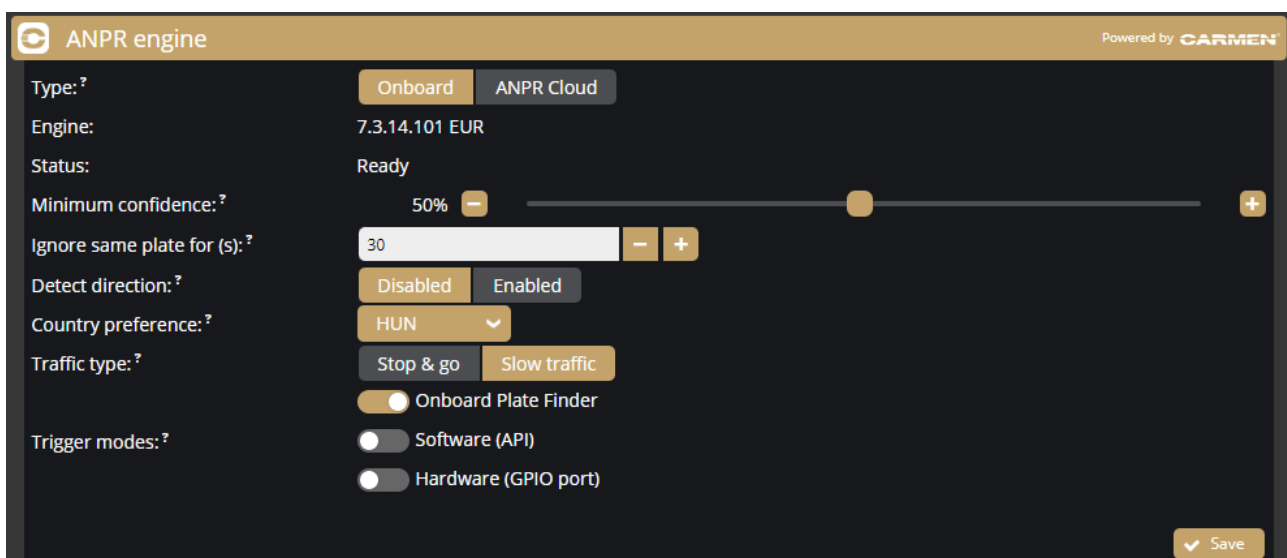 ANPR engine Powered by CARMEN®
Type:? Onboard ANPR Cloud
Engine: 7.3.14.101 EUR
Status: Ready
Minimum confidence:? 50% − +
Ignore same plate for (s):? 30 − +
Detect direction:? Disabled Enabled
Country preference:? HUN
Traffic type:? Stop & go Slow traffic
Onboard Plate Finder
Trigger modes:? Software (API)
Hardware (GPIO port)
Save